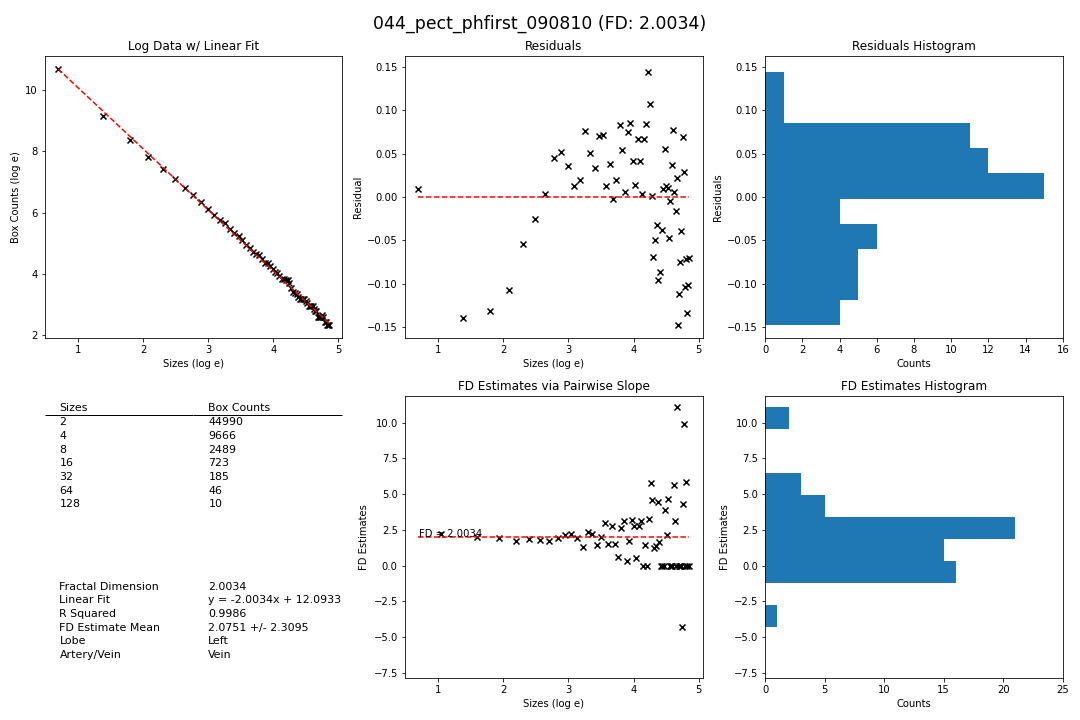 044_pect_phfirst_090810 (FD: 2.0034)
Log Data w/ Linear Fit
Box Counts (log e)
10
8
6
4
2
1 2 3 4 5
Sizes (log e)
Residuals
Residual
0.15
0.10
0.05
0.00
−0.05
−0.10
−0.15
1 2 3 4 5
Sizes (log e)
Residuals Histogram
Residuals
0.15
0.10
0.05
0.00
−0.05
−0.10
−0.15
0 2 4 6 8 10 12 14 16
Counts
Sizes Box Counts
2 44990
4 9666
8 2489
16 723
32 185
64 46
128 10
Fractal Dimension 2.0034
Linear Fit y = -2.0034x + 12.0933
R Squared 0.9986
FD Estimate Mean 2.0751 +/- 2.3095
Lobe Left
Artery/Vein Vein
FD Estimates via Pairwise Slope
FD Estimates
10.0
7.5
5.0
2.5
0.0
−2.5
−5.0
−7.5
FD = 2.0034
1 2 3 4 5
Sizes (log e)
FD Estimates Histogram
FD Estimates
10.0
7.5
5.0
2.5
0.0
−2.5
−5.0
−7.5
0 5 10 15 20 25
Counts